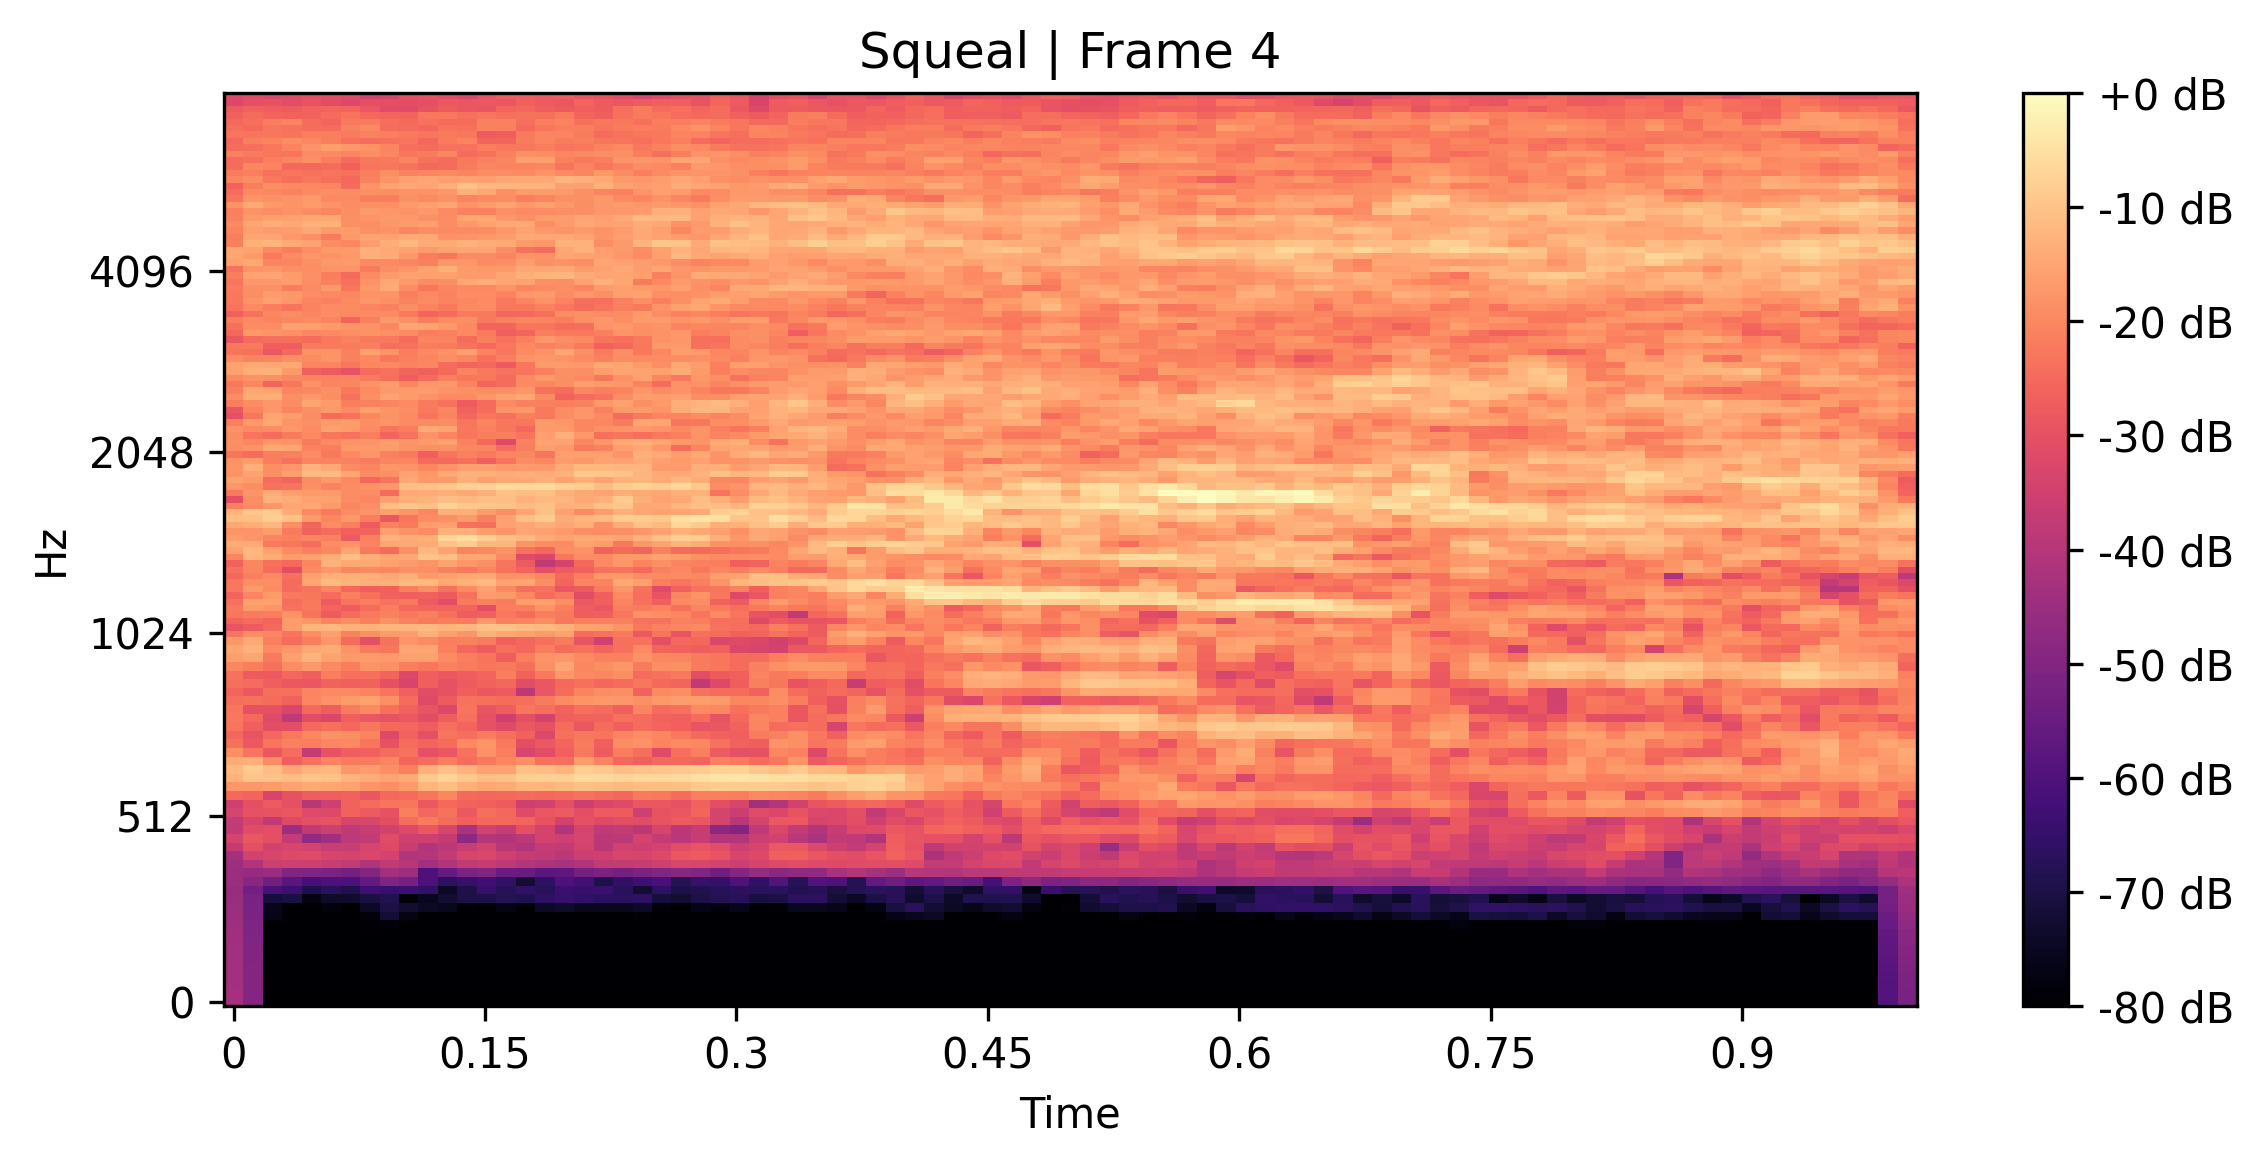 Squeal | Frame 4
+0 dB
-10 dB
-20 dB
-30 dB
-40 dB
-50 dB
-60 dB
-70 dB
-80 dB
Hz
4096
2048
1024
512
0
0 0.15 0.3 0.45 0.6 0.75 0.9
Time